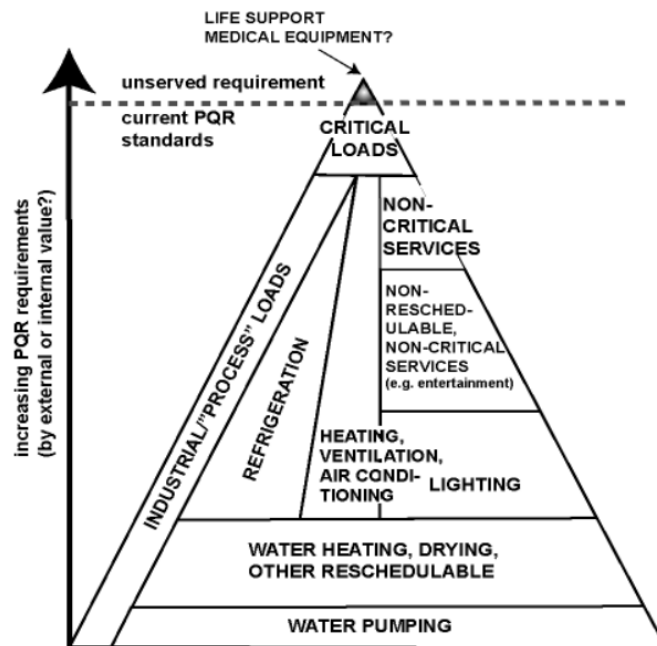 LIFE SUPPORT
MEDICAL EQUIPMENT?
unserved requirement
current PQR
standards
CRITICAL
LOADS
NON-
CRITICAL
SERVICES
NON-
RESCHED-
ULABLE,
NON-CRITICAL
SERVICES
(e.g. entertainment)
increasing PQR requirements
(by external or internal value?)
INDUSTRIAL/"PROCESS" LOADS
REFRIGERATION
HEATING,
VENTILATION,
AIR CONDI-
TIONING
LIGHTING
WATER HEATING, DRYING,
OTHER RESCHEDULABLE
WATER PUMPING